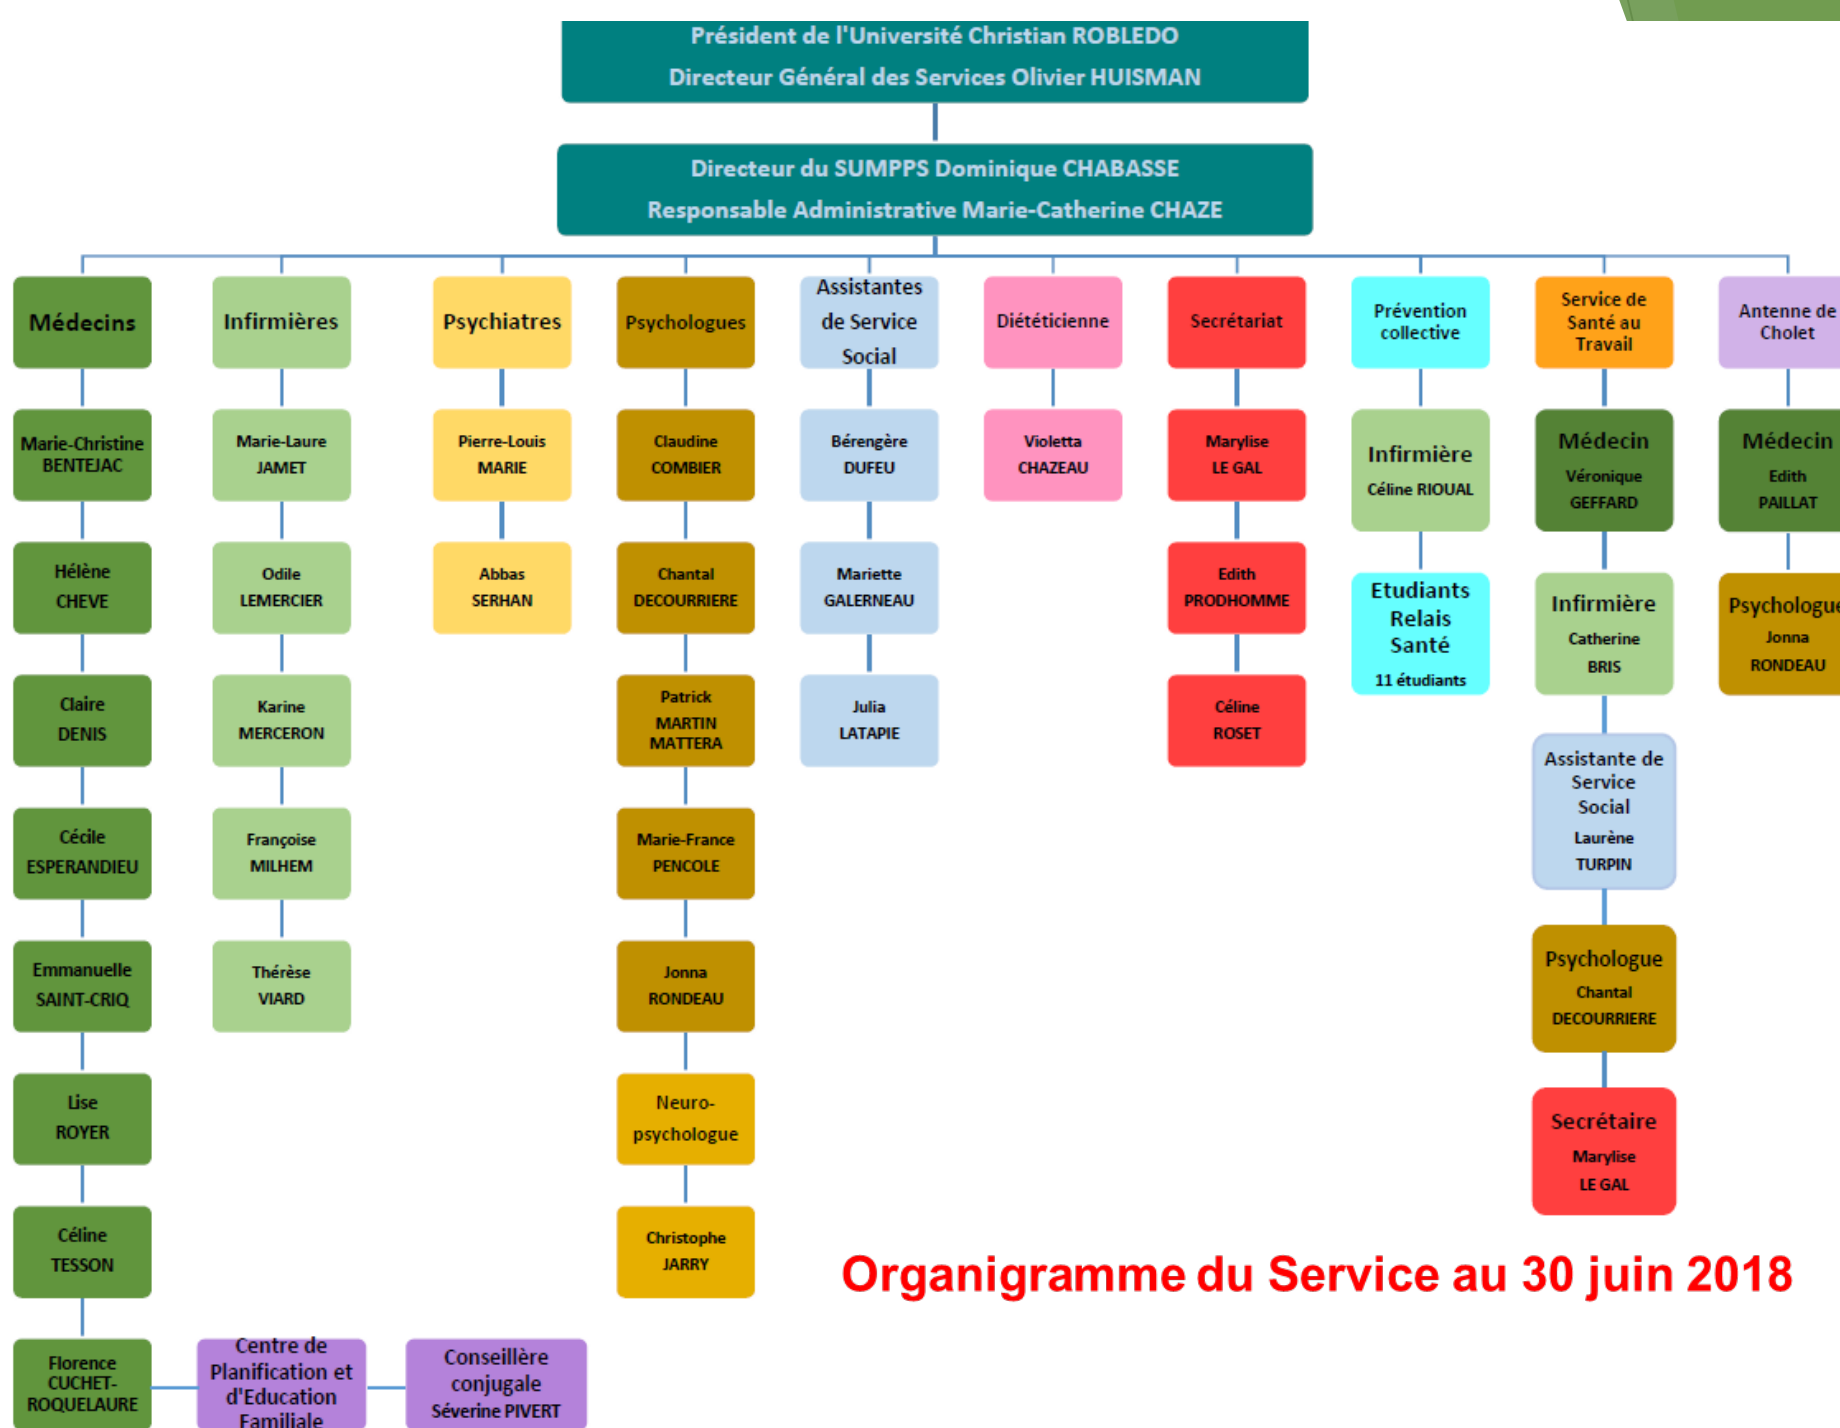 Président de l'Université Christian ROBLEDO
Directeur Général des Services Olivier HUISMAN
Directeur du SUMPPS Dominique CHABASSE
Responsable Administrative Marie-Catherine CHAZE
Médecins
Marie-Christine
BENTEJAC
Hélène
CHEVE
Claire
DENIS
Cécile
ESPERANDIEU
Emmanuelle
SAINT-CRIQ
Lise
ROYER
Céline
TESSON
Florence
CUCHET-
ROQUELAURE
Centre de
Planification et
d'Education
Familiale
Conseillère
conjugale
Séverine PIVERT
Infirmières
Marie-Laure
JAMET
Odile
LEMERCIER
Karine
MERCERON
Françoise
MILHEM
Thérèse
VIARD
Psychiatres
Pierre-Louis
MARIE
Abbas
SERHAN
Psychologues
Claudine
COMBIER
Chantal
DECOURRIERE
Patrick
MARTIN
MATTERA
Marie-France
PENCOLE
Jonna
RONDEAU
Neuro-
psychologue
Christophe
JARRY
Assistantes
de Service
Social
Bérengère
DUFEU
Mariette
GALERNEAU
Julia
LATAPIE
Diététicienne
Violetta
CHAZEAU
Secrétariat
Marylise
LE GAL
Edith
PRODHOMME
Céline
ROSET
Prévention
collective
Infirmière
Céline RIOUAL
Etudiants
Relais
Santé
11 étudiants
Service de
Santé au
Travail
Médecin
Véronique
GEFFARD
Infirmière
Catherine
BRIS
Assistante de
Service
Social
Laurène
TURPIN
Psychologue
Chantal
DECOURRIERE
Secrétaire
Marylise
LE GAL
Antenne de
Cholet
Médecin
Edith
PAILLAT
Psychologue
Jonna
RONDEAU
Organigramme du Service au 30 juin 2018